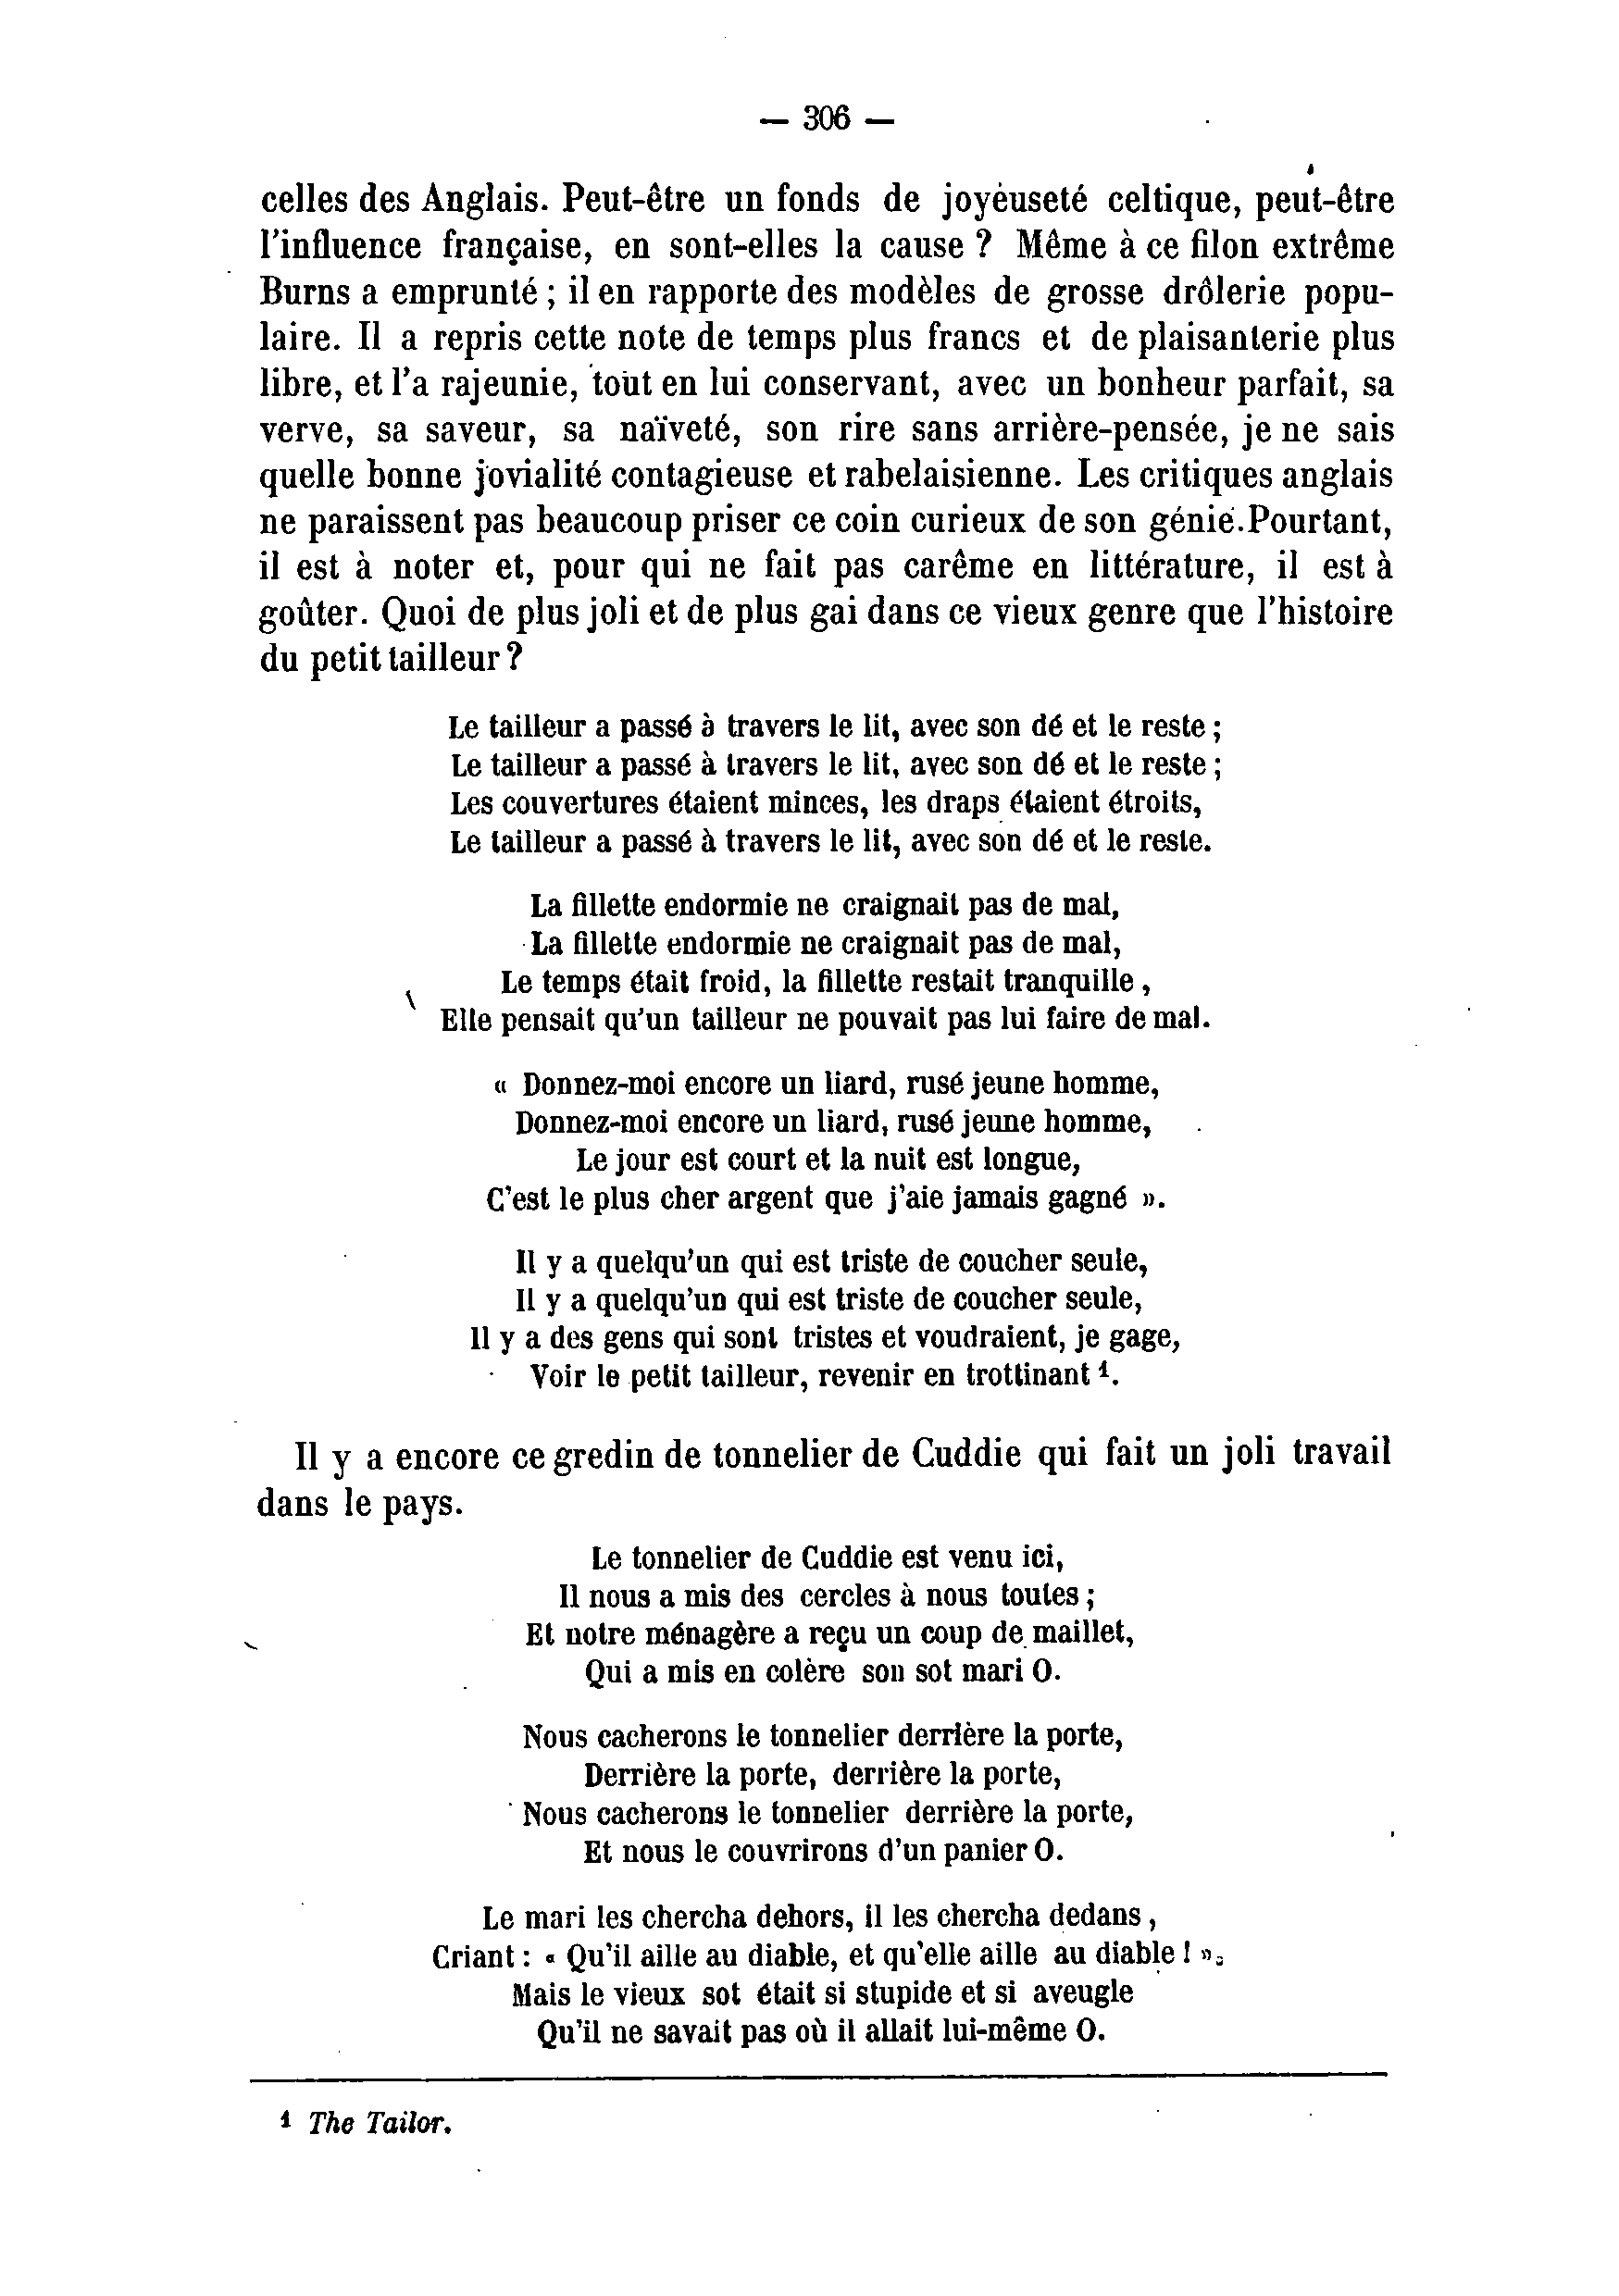 — 306 —
celles des Anglais. Peut-être un fonds de joyeuseté celtique, peut-être
l'influence française, en sont-elles la cause ? Même à ce filon extrême
Burns a emprunté ; il en rapporte des modèles de grosse drôlerie popu-
laire. Il a repris cette note de temps plus francs et de plaisanterie plus
libre, et l'a rajeunie, tout en lui conservant, avec un bonheur parfait, sa
verve, sa saveur, sa naïveté, son rire sans arrière-pensée, je ne sais
quelle bonne jovialité contagieuse et rabelaisienne. Les critiques anglais
ne paraissent pas beaucoup priser ce coin curieux de son génie. Pourtant,
il est à noter et, pour qui ne fait pas carême en littérature, il est à
goûter. Quoi de plus joli et de plus gai dans ce vieux genre que l'histoire
du petit tailleur ?
Le tailleur a passé à travers le lit, avec son dé et le reste ;
Le tailleur a passé à travers le lit, avec son dé et le reste ;
Les couvertures étaient minces, les draps étaient étroits,
Le tailleur a passé à travers le lit, avec son dé et le reste.
La fillette endormie ne craignait pas de mal,
La fillette endormie ne craignait pas de mal,
Le temps était froid, la fillette restait tranquille,
Elle pensait qu'un tailleur ne pouvait pas lui faire de mal.
« Donnez-moi encore un liard, rusé jeune homme,
Donnez-moi encore un liard, rusé jeune homme,
Le jour est court et la nuit est longue,
C'est le plus cher argent que j'aie jamais gagné ».
Il y a quelqu'un qui est triste de coucher seule,
Il y a quelqu'un qui est triste de coucher seule,
Il y a des gens qui sont tristes et voudraient, je gage,
Voir le petit tailleur, revenir en trottinant ¹.
Il y a encore ce gredin de tonnelier de Cuddie qui fait un joli travail
dans le pays.
Le tonnelier de Cuddie est venu ici,
Il nous a mis des cercles à nous toutes ;
Et notre ménagère a reçu un coup de maillet,
Qui a mis en colère son sot mari O.
Nous cacherons le tonnelier derrière la porte,
Derrière la porte, derrière la porte,
Nous cacherons le tonnelier derrière la porte,
Et nous le couvrirons d'un panier O.
Le mari les chercha dehors, il les chercha dedans,
Criant : « Qu'il aille au diable, et qu'elle aille au diable ! »,
Mais le vieux sot était si stupide et si aveugle
Qu'il ne savait pas où il allait lui-même O.
¹ The Tailor.